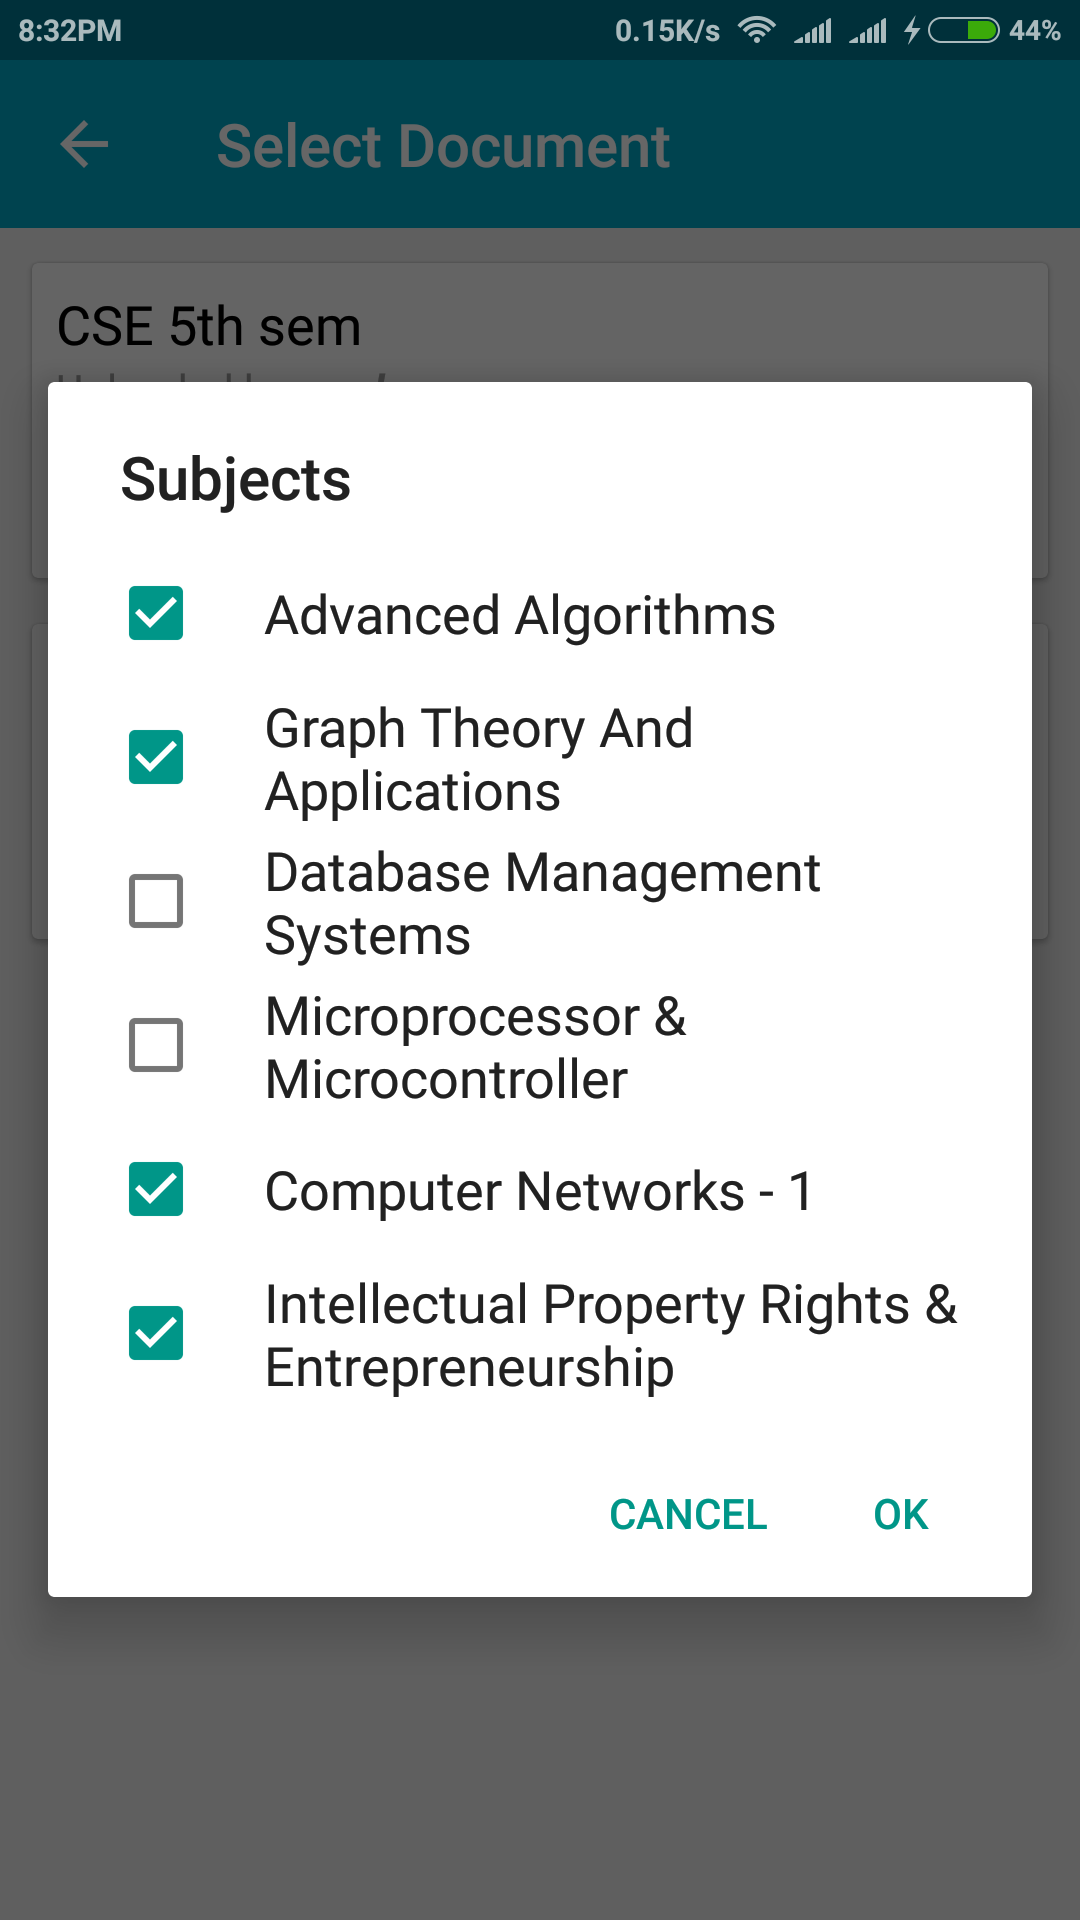 8:32PM 0.15K/s 44%
Select Document
CSE 5th sem
Subjects
Advanced Algorithms
Graph Theory And
Applications
Database Management
Systems
Microprocessor &
Microcontroller
Computer Networks - 1
Intellectual Property Rights &
Entrepreneurship
CANCEL OK